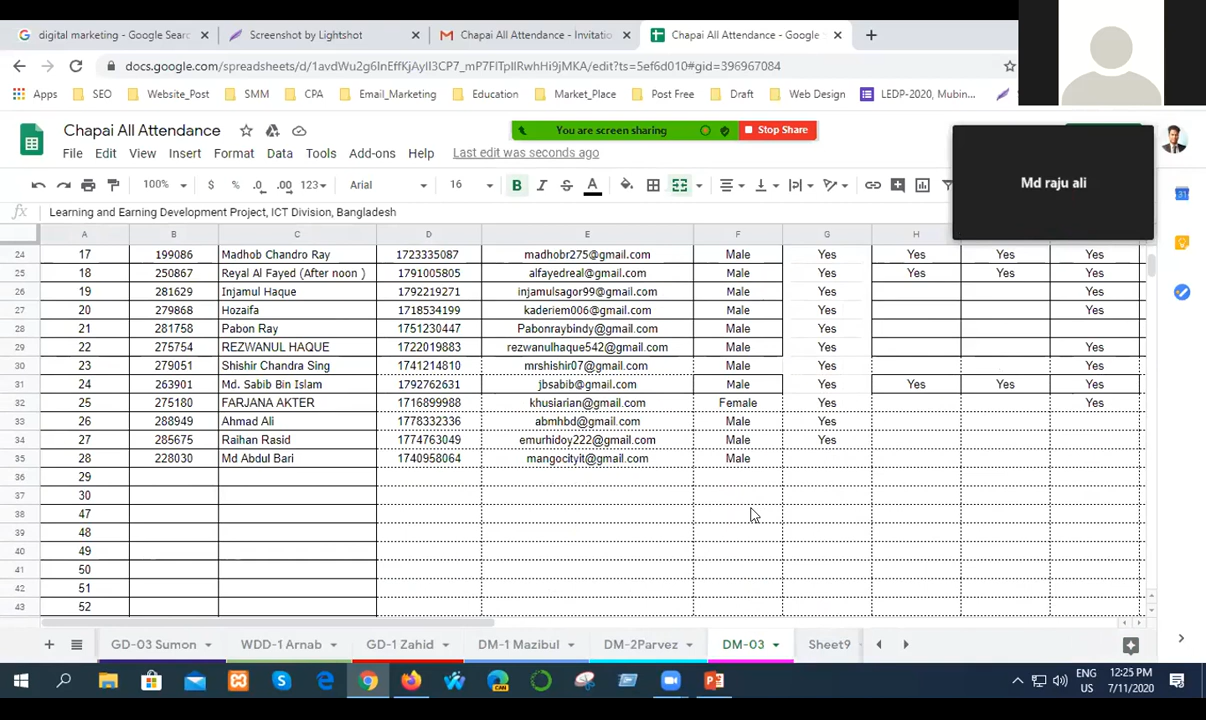 digital marketing - Google Searc Screenshot by Lightshot Chapai All Attendance - Invitatio Chapai All Attendance - Google
docs.google.com/spreadsheets/d/1avdWu2g6InEffKjAyII3CP7_mP7FITpIlRwhHi9jMKA/edit?ts=5ef6d010#gid=396967084
Apps SEO Website_Post SMM CPA Email_Marketing Education Market_Place Post Free Draft Web Design LEDP-2020, Mubin...
Chapai All Attendance
You are screen sharing Stop Share
File Edit View Insert Format Data Tools Add-ons Help Last edit was seconds ago
100% $ % .0 .00 123 Arial 16 B I S A
Md raju ali
31
fx Learning and Earning Development Project, ICT Division, Bangladesh
A B C D E F G H I J
24 17 199086 Madhob Chandro Ray 1723335087 madhobr275@gmail.com Male Yes Yes Yes Yes
25 18 250867 Reyal Al Fayed (After noon ) 1791005805 alfayedreal@gmail.com Male Yes Yes Yes Yes
26 19 281629 Injamul Haque 1792219271 injamulsagor99@gmail.com Male Yes Yes
27 20 279868 Hozaifa 1718534199 kaderiem006@gmail.com Male Yes Yes
28 21 281758 Pabon Ray 1751230447 Pabonraybindy@gmail.com Male Yes
29 22 275754 REZWANUL HAQUE 1722019883 rezwanulhaque542@gmail.com Male Yes Yes
30 23 279051 Shishir Chandra Sing 1741214810 mrshishir07@gmail.com Male Yes Yes
31 24 263901 Md. Sabib Bin Islam 1792762631 jbsabib@gmail.com Male Yes Yes Yes Yes
32 25 275180 FARJANA AKTER 1716899988 khusiarian@gmail.com Female Yes Yes
33 26 288949 Ahmad Ali 1778332336 abmhbd@gmail.com Male Yes
34 27 285675 Raihan Rasid 1774763049 emurhidoy222@gmail.com Male Yes
35 28 228030 Md Abdul Bari 1740958064 mangocityit@gmail.com Male
36 29
37 30
38 47
39 48
40 49
41 50
42 51
43 52
GD-03 Sumon WDD-1 Arnab GD-1 Zahid DM-1 Mazibul DM-2Parvez DM-03 Sheet9
CAN
ENG 12:25 PM
US 7/11/2020